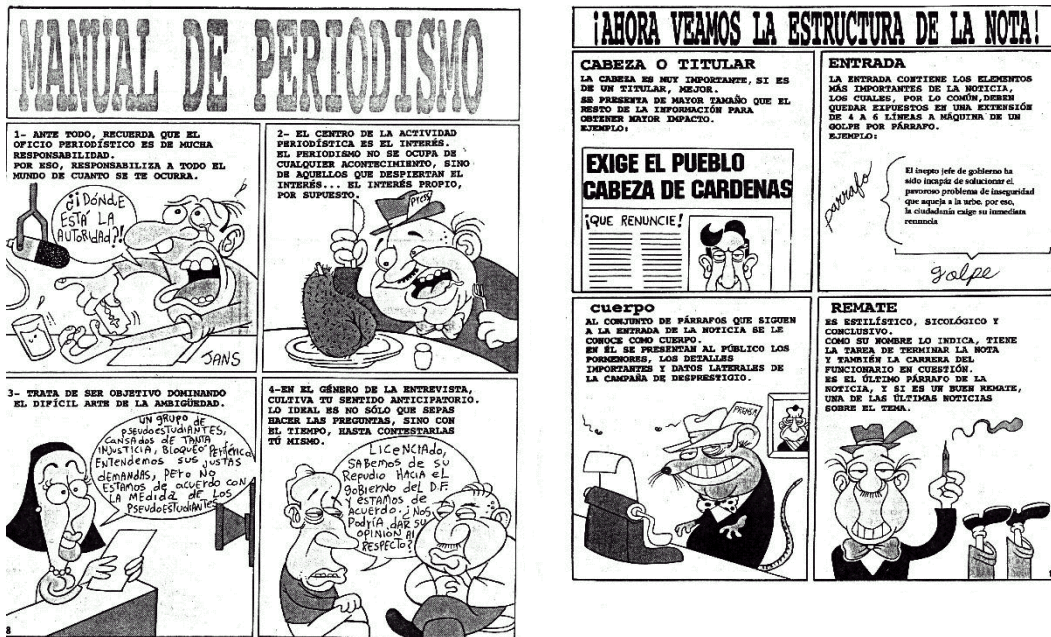 MANUAL DE PERIODISMO
1- ANTE TODO, RECUERDA QUE EL
OFICIO PERIODÍSTICO ES DE MUCHA
RESPONSABILIDAD.
POR ESO, RESPONSABILIZA A TODO EL
MUNDO DE CUANTO SE TE OCURRA.
¿¡DÓNDE
ESTÁ LA
AUTORIDAD?!
JANS
2- EL CENTRO DE LA ACTIVIDAD
PERIODÍSTICA ES EL INTERÉS.
EL PERIODISMO NO SE OCUPA DE
CUALQUIER ACONTECIMIENTO, SINO
DE AQUELLOS QUE DESPIERTAN EL
INTERÉS... EL INTERÉS PROPIO,
POR SUPUESTO.
3- TRATA DE SER OBJETIVO DOMINANDO
EL DIFÍCIL ARTE DE LA AMBIGÜEDAD.
UN GRUPO DE
PSEUDOESTUDIANTES,
CANSADOS DE TANTA
INJUSTICIA, BLOQUEÓ PERIFÉRICO
ENTENDEMOS SUS JUSTAS
DEMANDAS, PERO NO
ESTAMOS DE ACUERDO CON
LA MEDIDA DE LOS
PSEUDOESTUDIANTES
8
4-EN EL GÉNERO DE LA ENTREVISTA,
CULTIVA TU SENTIDO ANTICIPATORIO.
LO IDEAL ES NO SÓLO QUE SEPAS
HACER LAS PREGUNTAS, SINO CON
EL TIEMPO, HASTA CONTESTARLAS
TÚ MISMO.
LICENCIADO,
SABEMOS DE SU
REPUDIO HACIA EL
GOBIERNO DEL D.F.
Y ESTAMOS DE
ACUERDO. ¿NOS
PODRÍA DAR SU
OPINIÓN AL
RESPECTO?
¡AHORA VEAMOS LA ESTRUCTURA DE LA NOTA!
CABEZA O TITULAR
LA CABEZA ES MUY IMPORTANTE, SI ES
DE UN TITULAR, MEJOR.
SE PRESENTA DE MAYOR TAMAÑO QUE EL
RESTO DE LA INFORMACIÓN PARA
OBTENER MAYOR IMPACTO.
EJEMPLO:
EXIGE EL PUEBLO
CABEZA DE CARDENAS
¡QUE RENUNCIE!
ENTRADA
LA ENTRADA CONTIENE LOS ELEMENTOS
MÁS IMPORTANTES DE LA NOTICIA,
LOS CUALES, POR LO COMÚN, DEBEN
QUEDAR EXPUESTOS EN UNA EXTENSIÓN
DE 4 A 6 LÍNEAS A MÁQUINA DE UN
GOLPE POR PÁRRAFO.
EJEMPLO:
párrafo
El inepto jefe de gobierno ha
sido incapáz de solucionar el
pavoroso problema de inseguridad
que aqueja a la urbe, por eso,
la ciudadanía exige su inmediata
renuncia
golpe
cuerpo
AL CONJUNTO DE PÁRRAFOS QUE SIGUEN
A LA ENTRADA DE LA NOTICIA SE LE
CONOCE COMO CUERPO.
EN ÉL SE PRESENTAN AL PÚBLICO LOS
PORMENORES, LOS DETALLES
IMPORTANTES Y DATOS LATERALES DE
LA CAMPAÑA DE DESPRESTIGIO.
PRENSA
REMATE
ES ESTILÍSTICO, SICOLÓGICO Y
CONCLUSIVO.
COMO SU NOMBRE LO INDICA, TIENE
LA TAREA DE TERMINAR LA NOTA
Y TAMBIÉN LA CARRERA DEL
FUNCIONARIO EN CUESTIÓN.
ES EL ÚLTIMO PÁRRAFO DE LA
NOTICIA, Y SI ES UN BUEN REMATE,
UNA DE LAS ÚLTIMAS NOTICIAS
SOBRE EL TEMA.